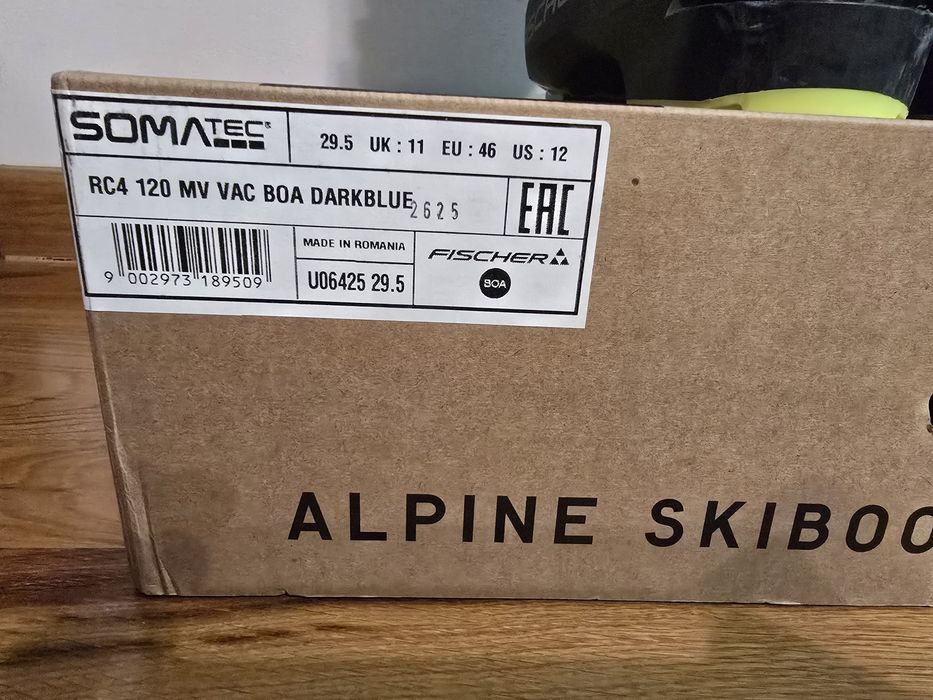 SOMATEC
29.5 UK : 11 EU : 46 US : 12
RC4 120 MV VAC BOA DARKBLUE
2625
EAC
9 002973 189509
MADE IN ROMANIA
U06425 29.5
FISCHER
BOA
ALPINE SKIBOO